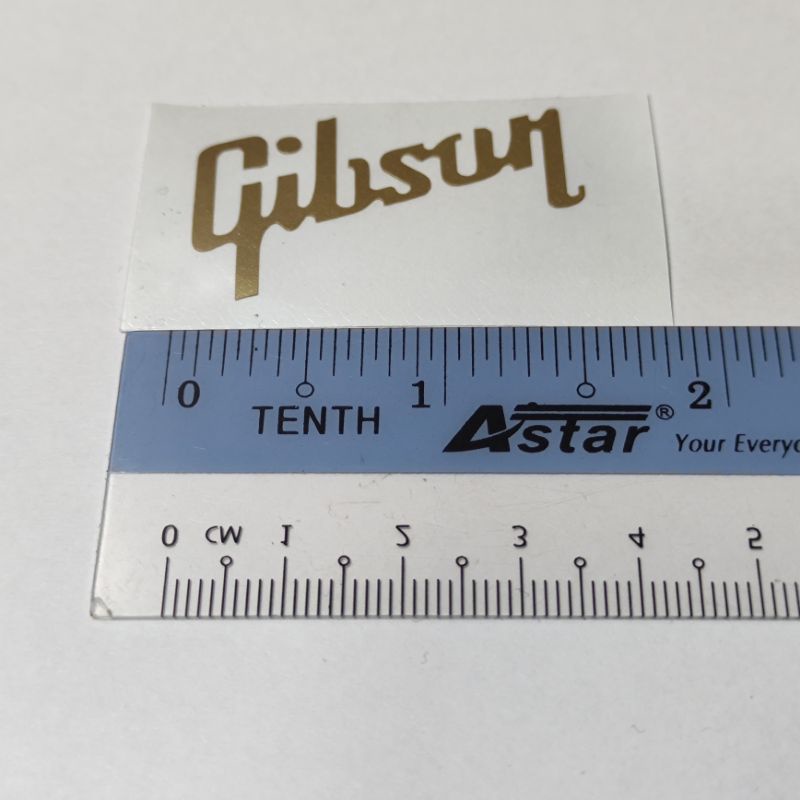 Gibson
0 1 2
TENTH
Astar® Your Everyd
0 CM 1 2 3 4 5